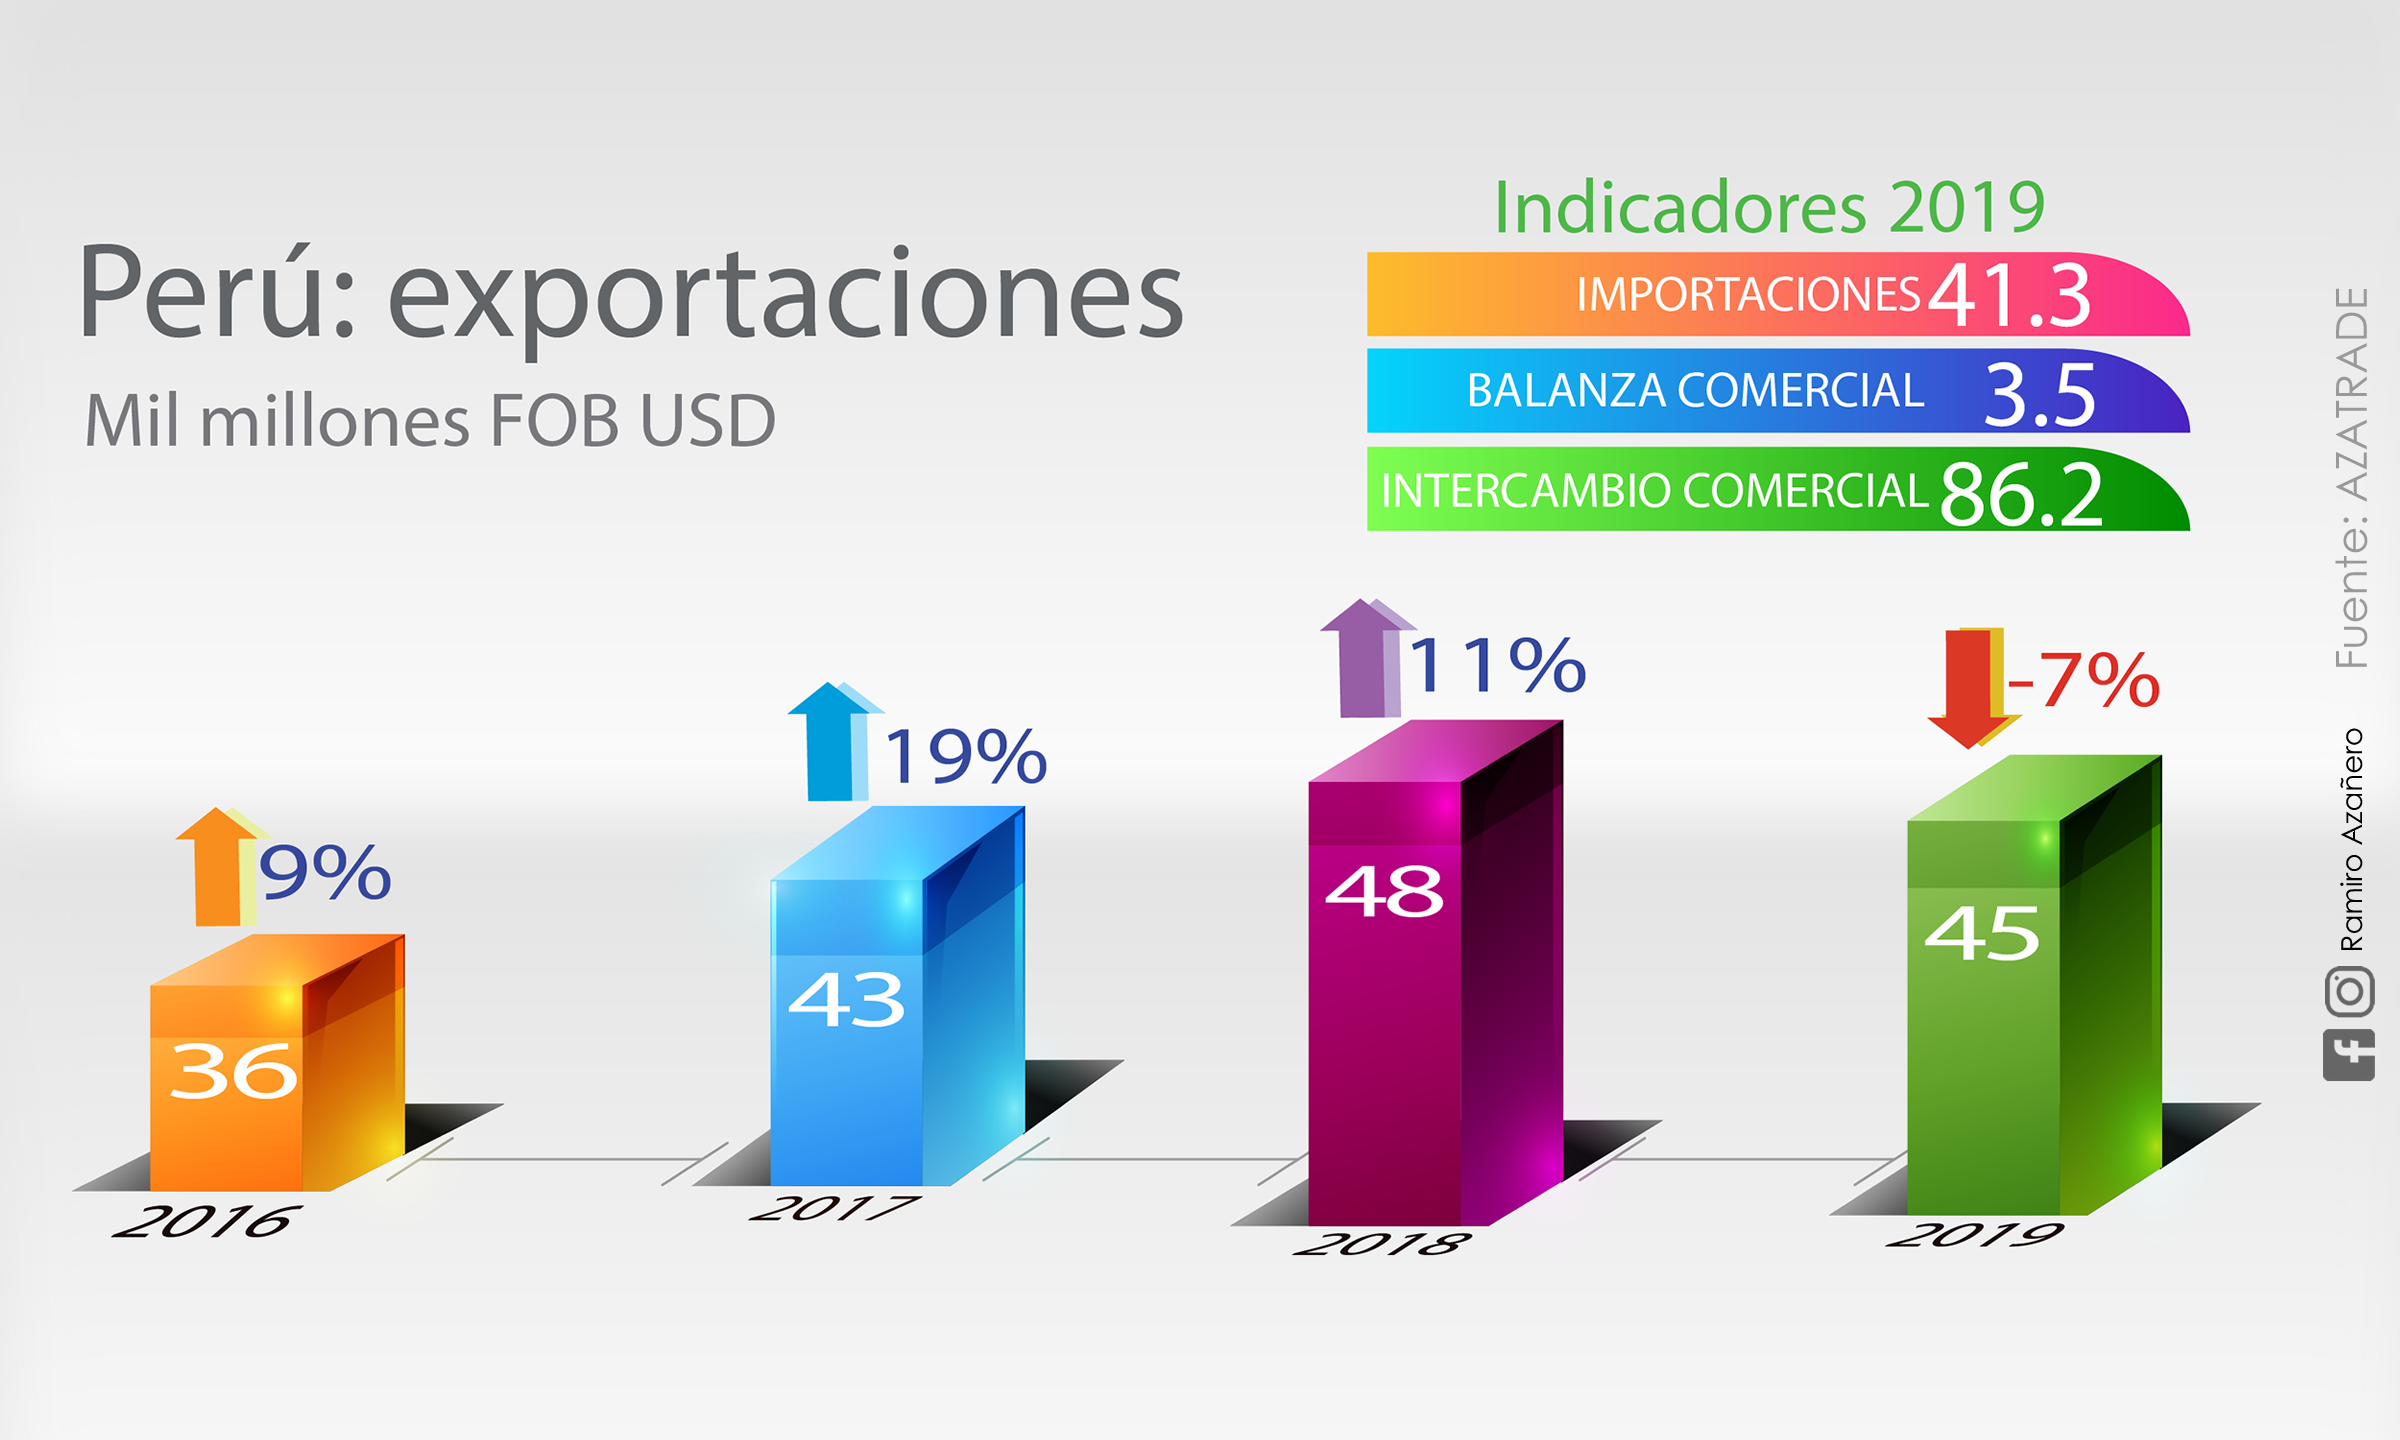 Perú: exportaciones
Mil millones FOB USD
Indicadores 2019
IMPORTACIONES 41.3
BALANZA COMERCIAL 3.5
INTERCAMBIO COMERCIAL 86.2
9%
19%
11%
-7%
36
43
48
45
2016
2017
2018
2019
Fuente: AZATRADE
Ramiro Azañero